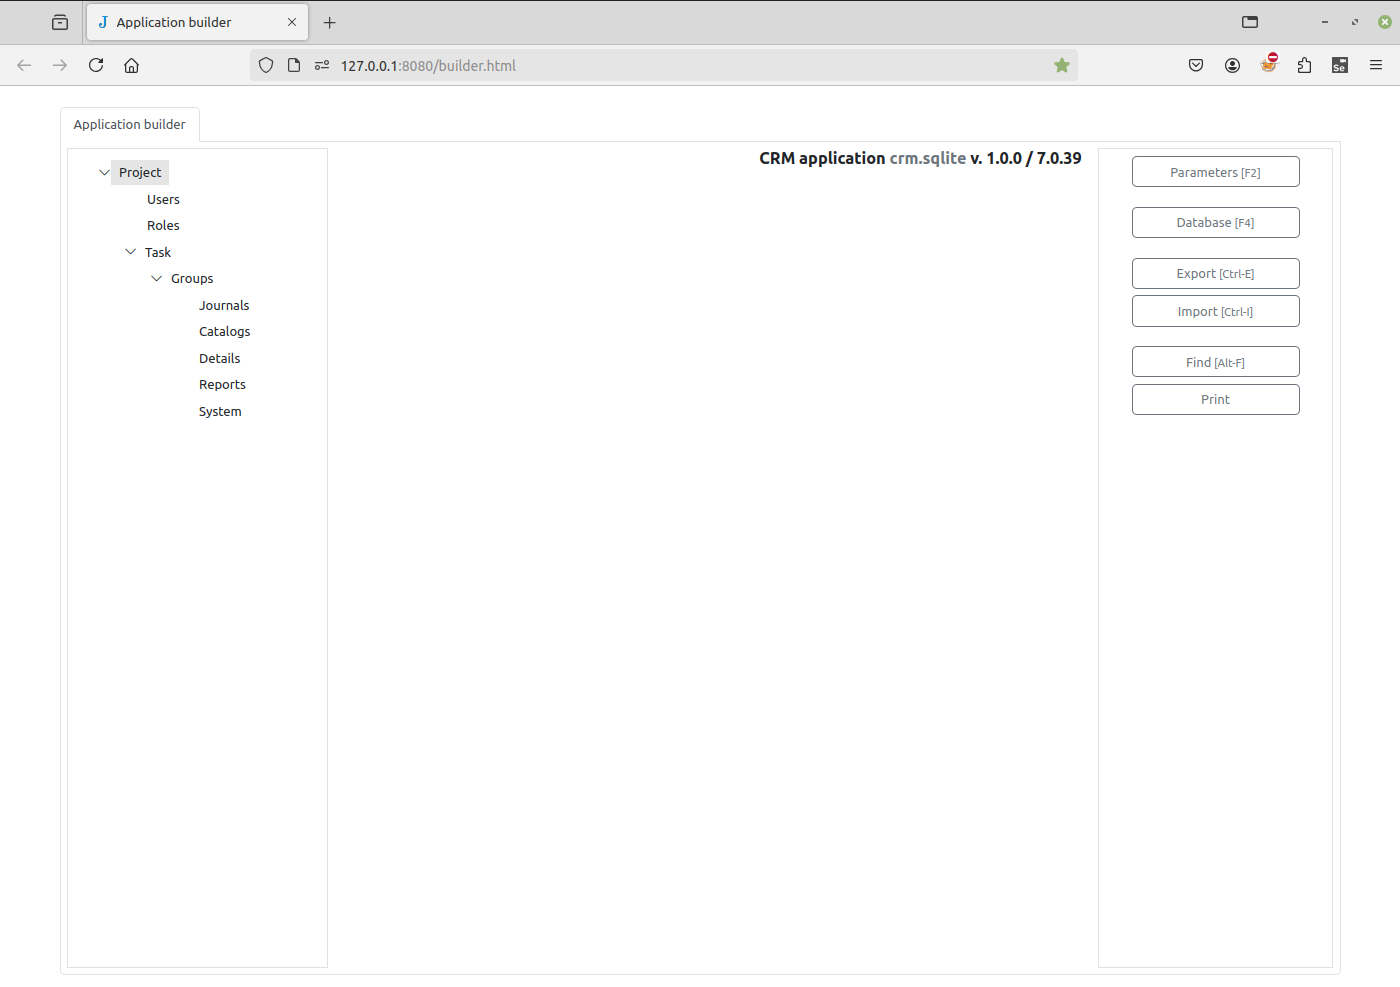 Application builder
127.0.0.1:8080/builder.html
Se
Application builder
Project
Users
Roles
Task
Groups
Journals
Catalogs
Details
Reports
System
CRM application crm.sqlite v. 1.0.0 / 7.0.39
Parameters [F2]
Database [F4]
Export [Ctrl-E]
Import [Ctrl-I]
Find [Alt-F]
Print